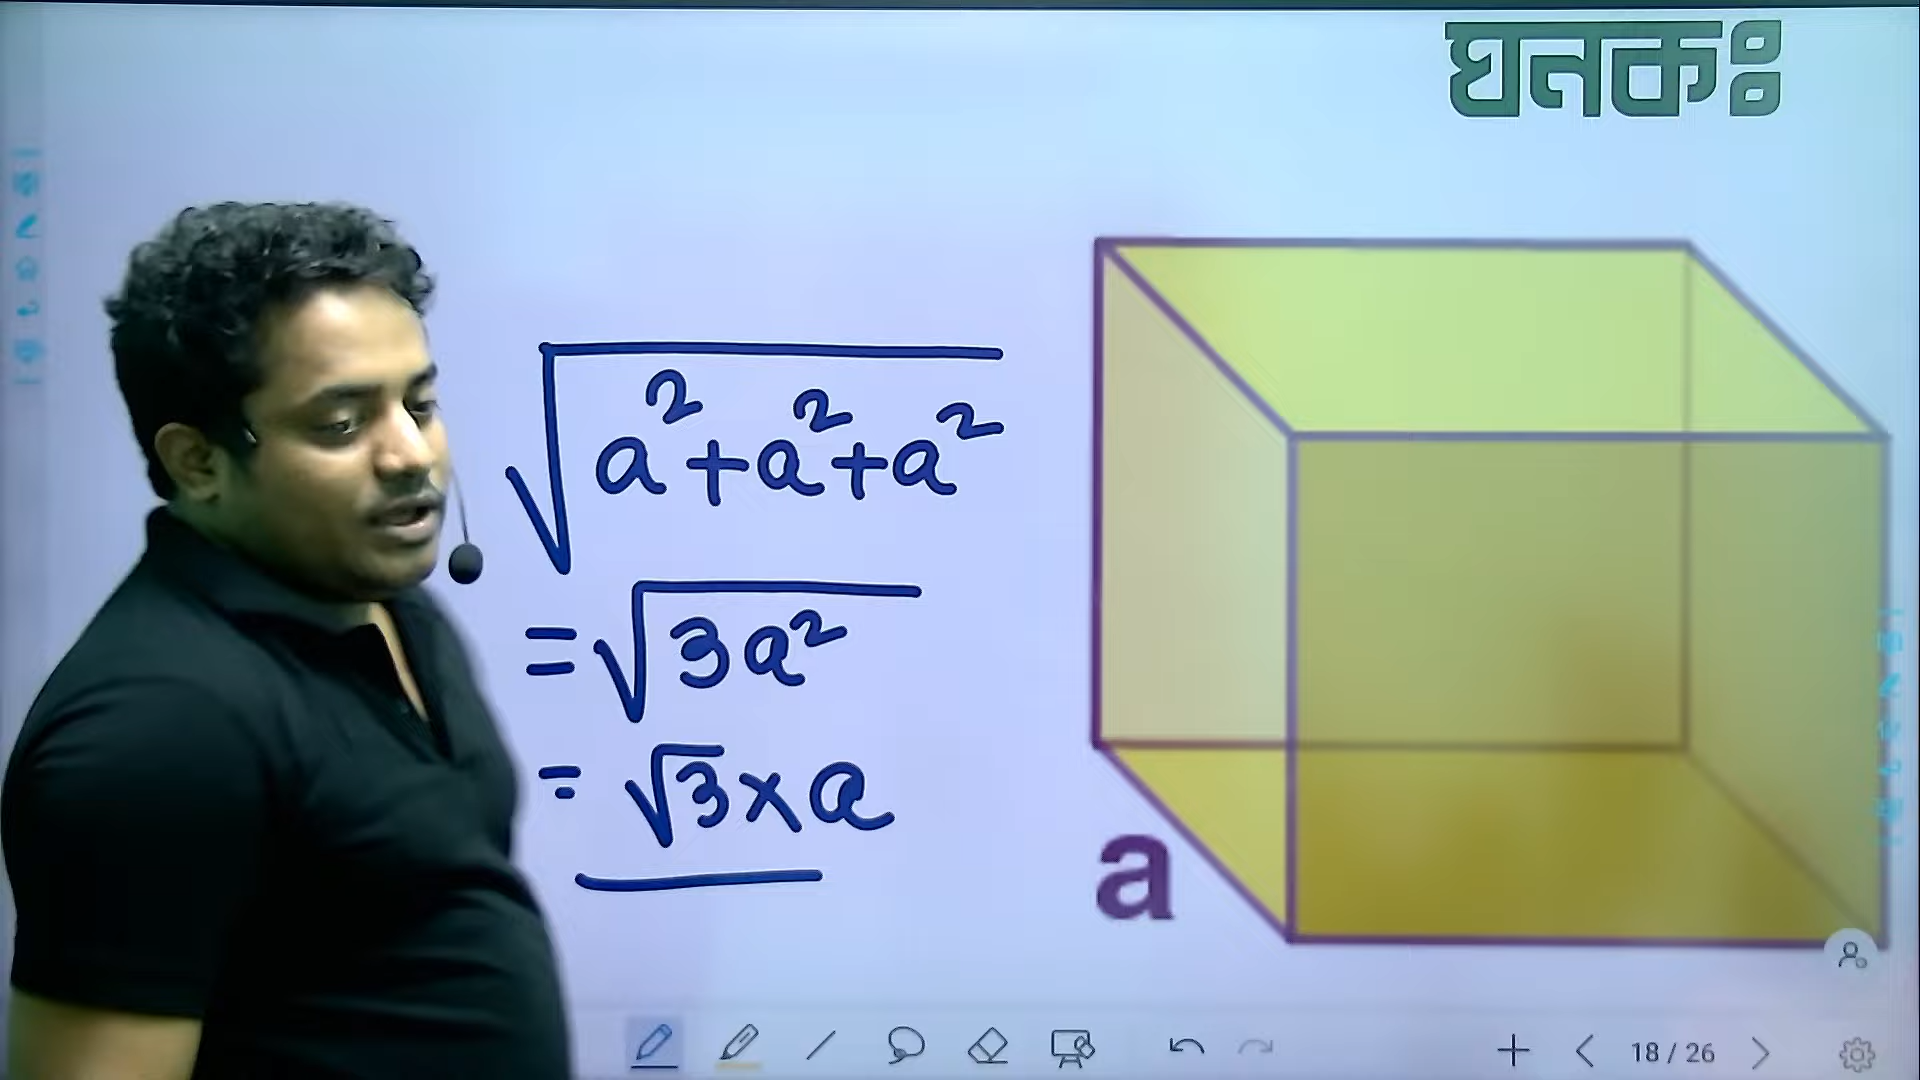 ঘনকঃ
√(a²+a²+a²)
=√(3a²)
= √3×a
a
18 / 26